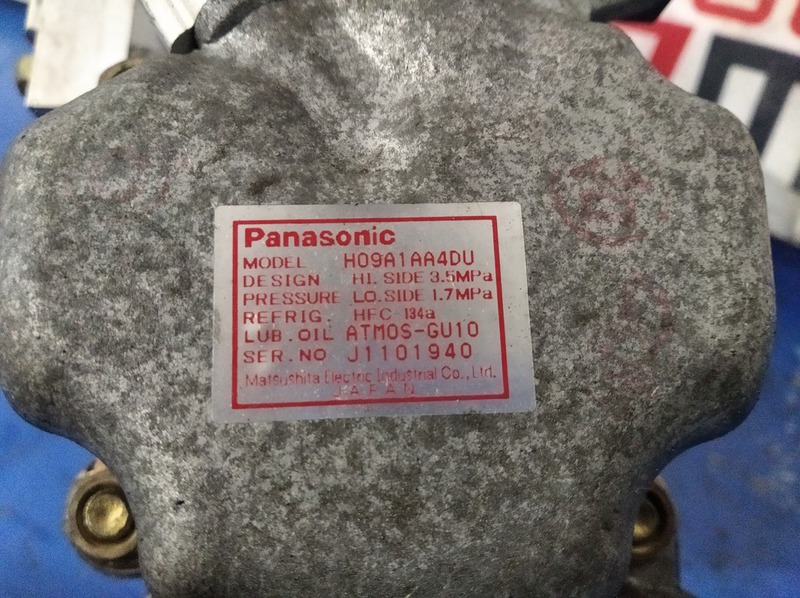 Panasonic
MODEL H09A1AA4DU
DESIGN HI.SIDE 3.5MPa
PRESSURE LO.SIDE 1.7MPa
REFRIG. HFC-134a
LUB.OIL ATMOS-GU10
SER.NO J1101940
Matsushita Electric Industrial Co., Ltd.
JAPAN